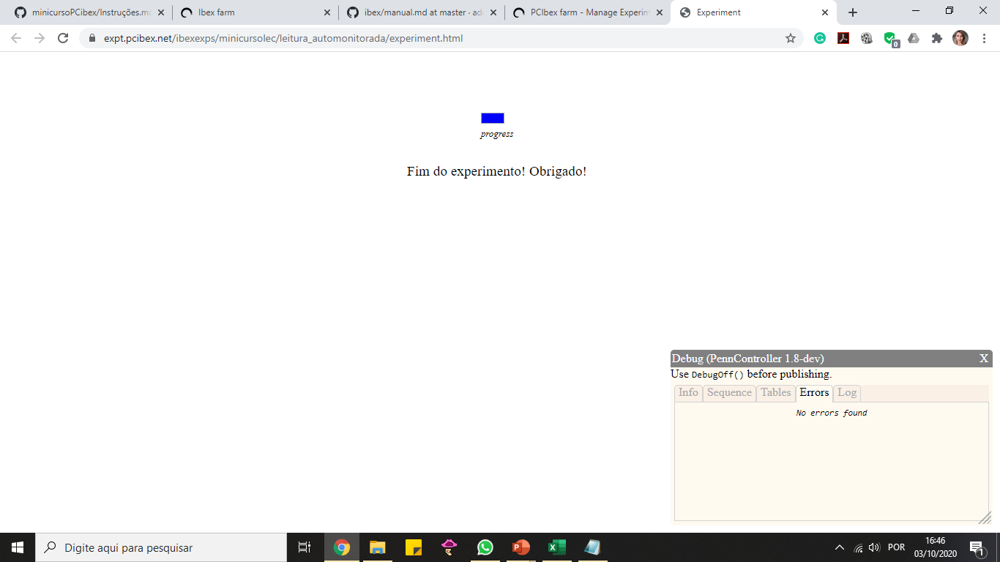 minicursoPCibex/Instruções.mc
Ibex farm
ibex/manual.md at master · ad
PCIbex farm - Manage Experim
Experiment
expt.pcibex.net/ibexexps/minicursolec/leitura_automonitorada/experiment.html
0
progress
Fim do experimento! Obrigado!
Debug (PennController 1.8-dev)
X
Use DebugOff() before publishing.
Info Sequence Tables Errors Log
No errors found
Digite aqui para pesquisar
POR
16:46
03/10/2020
1